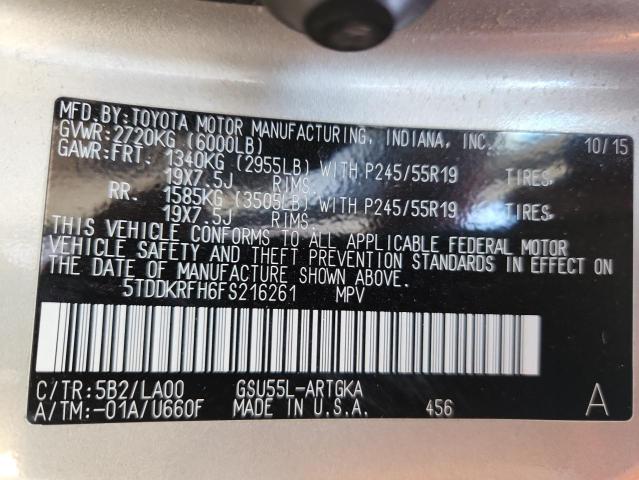 MFD.BY:TOYOTA MOTOR MANUFACTURING, INDIANA, INC. 10/15
GVWR:2720KG (6000LB)
GAWR:FRT. 1340KG (2955LB) WITH P245/55R19 TIRES,
19X7.5J RIMS.
RR. 1585KG (3505LB) WITH P245/55R19 TIRES,
19X7.5J RIMS.
THIS VEHICLE CONFORMS TO ALL APPLICABLE FEDERAL MOTOR
VEHICLE SAFETY AND THEFT PREVENTION STANDARDS IN EFFECT ON
THE DATE OF MANUFACTURE SHOWN ABOVE.
5TDDKRFH6FS216261 MPV
C/TR:5B2/LA00 GSU55L-ARTGKA A
A/TM:-01A/U660F MADE IN U.S.A. 456